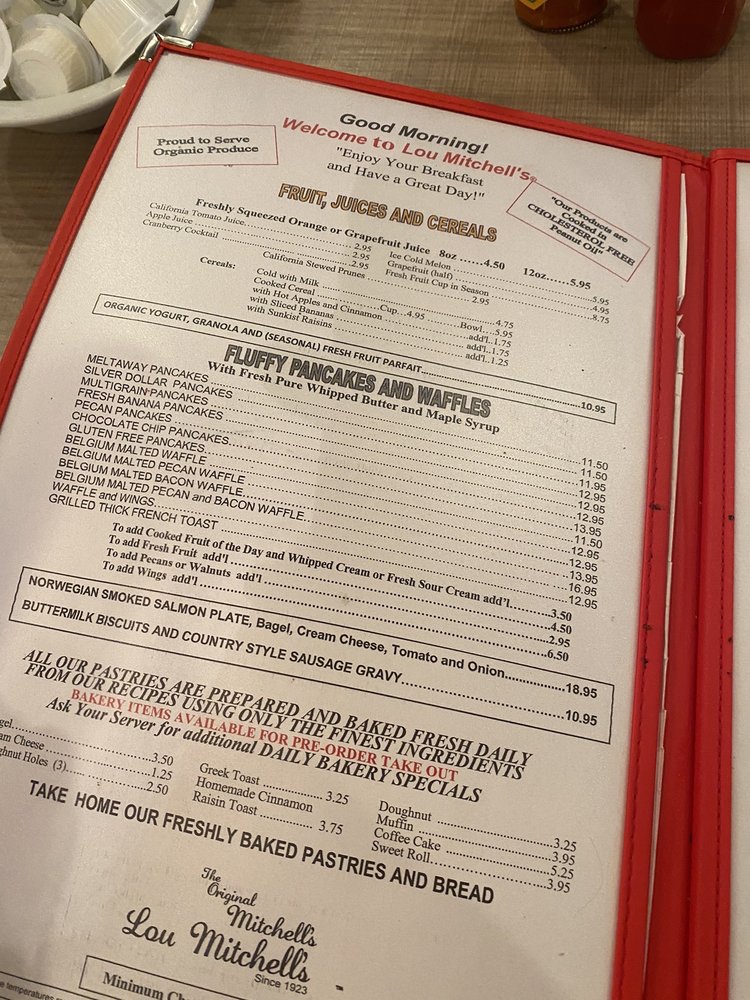 Good Morning!
Welcome to Lou Mitchell's®
"Enjoy Your Breakfast
and Have a Great Day!"
Proud to Serve
Organic Produce
"Our Products are
Cooked in
CHOLESTEROL FREE
Peanut Oil"
FRUIT, JUICES AND CEREALS
Freshly Squeezed Orange or Grapefruit Juice 8oz ......4.50 12oz......5.95
California Tomato Juice......2.95
Apple Juice ......2.95
Cranberry Cocktail ......2.95
Ice Cold Melon ......5.95
Grapefruit (half) ......4.95
Fresh Fruit Cup in Season ......8.75
California Stewed Prunes ......2.95
Cereals: Cold with Milk ......4.75
Cooked Cereal ......Cup...4.95 Bowl....5.95
with Hot Apples and Cinnamon ......add'l..1.75
with Sliced Bananas ......add'l..1.75
with Sunkist Raisins ......add'l..1.25
ORGANIC YOGURT, GRANOLA AND (SEASONAL) FRESH FRUIT PARFAIT......10.95
FLUFFY PANCAKES AND WAFFLES
With Fresh Pure Whipped Butter and Maple Syrup
MELTAWAY PANCAKES ......11.50
SILVER DOLLAR PANCAKES ......11.50
MULTIGRAIN PANCAKES ......11.95
FRESH BANANA PANCAKES ......12.95
PECAN PANCAKES......12.95
CHOCOLATE CHIP PANCAKES......12.95
GLUTEN FREE PANCAKES......13.95
BELGIUM MALTED WAFFLE ......11.50
BELGIUM MALTED PECAN WAFFLE ......12.95
BELGIUM MALTED BACON WAFFLE......12.95
BELGIUM MALTED PECAN and BACON WAFFLE......13.95
WAFFLE and WINGS......16.95
GRILLED THICK FRENCH TOAST ......12.95
To add Cooked Fruit of the Day and Whipped Cream or Fresh Sour Cream add'l......3.50
To add Fresh Fruit add'l......4.50
To add Pecans or Walnuts add'l ......2.95
To add Wings add'l ......6.50
NORWEGIAN SMOKED SALMON PLATE, Bagel, Cream Cheese, Tomato and Onion......18.95
BUTTERMILK BISCUITS AND COUNTRY STYLE SAUSAGE GRAVY......10.95
ALL OUR PASTRIES ARE PREPARED AND BAKED FRESH DAILY
FROM OUR RECIPES USING ONLY THE FINEST INGREDIENTS
BAKERY ITEMS AVAILABLE FOR PRE-ORDER TAKE OUT
Ask Your Server for additional DAILY BAKERY SPECIALS
gel......3.50
am Cheese ......1.25
ghnut Holes (3)......2.50
Greek Toast ......3.25
Homemade Cinnamon
Raisin Toast ......3.75
Doughnut ......3.25
Muffin ......3.95
Coffee Cake ......5.25
Sweet Roll......3.95
TAKE HOME OUR FRESHLY BAKED PASTRIES AND BREAD
The
Original
Mitchell's
Lou Mitchell's
Since 1923
Minimum Ch
e temperatures